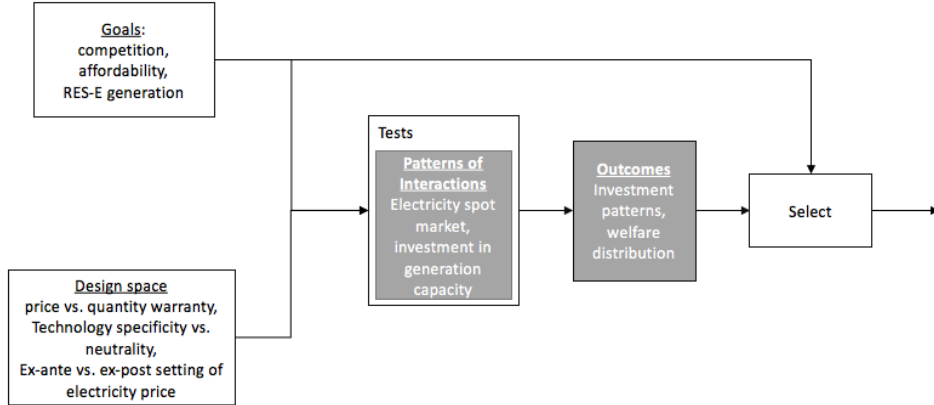 Goals:
competition,
affordability,
RES-E generation
Tests
Patterns of
Interactions
Electricity spot
market,
investment in
generation
capacity
Outcomes
Investment
patterns,
welfare
distribution
Select
Design space
price vs. quantity warranty,
Technology specificity vs.
neutrality,
Ex-ante vs. ex-post setting of
electricity price